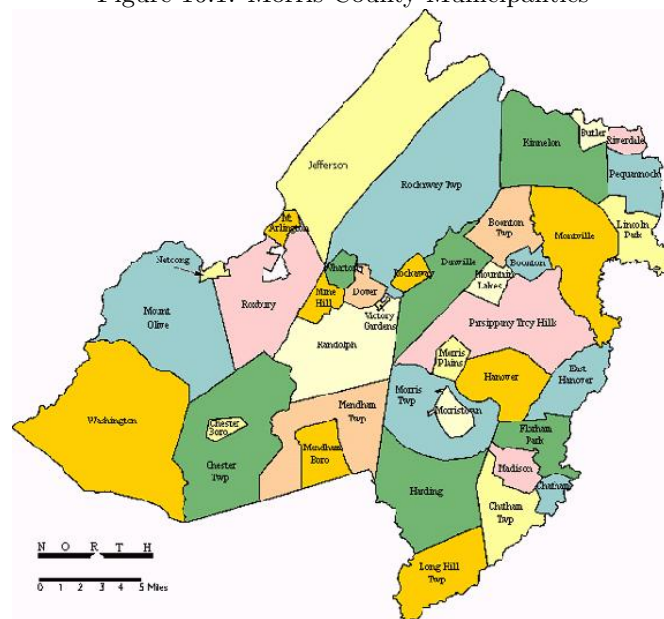 Figure 10.1: Morris County Municipalities
Butler
Riverdale
Kinnelon
Pequannock
Jefferson
Rockaway Twp
Mt
Arlington
Boonton
Twp
Montville
Lincoln
Park
Netcong
Wharton
Rockaway
Denville
Boonton
Mountain
Lakes
Mine
Hill
Dover
Roxbury
Mount
Olive
Victory
Gardens
Parsippany Troy Hills
Randolph
Morris
Plains
East
Hanover
Hanover
Morris
Twp
Morristown
Washington
Chester
Boro
Mendham
Twp
Florham
Park
Mendham
Boro
Chester
Twp
Madison
Chatham
Harding
Chatham
Twp
N O R T H
Long Hill
Twp
0 1 2 3 4 5 Miles